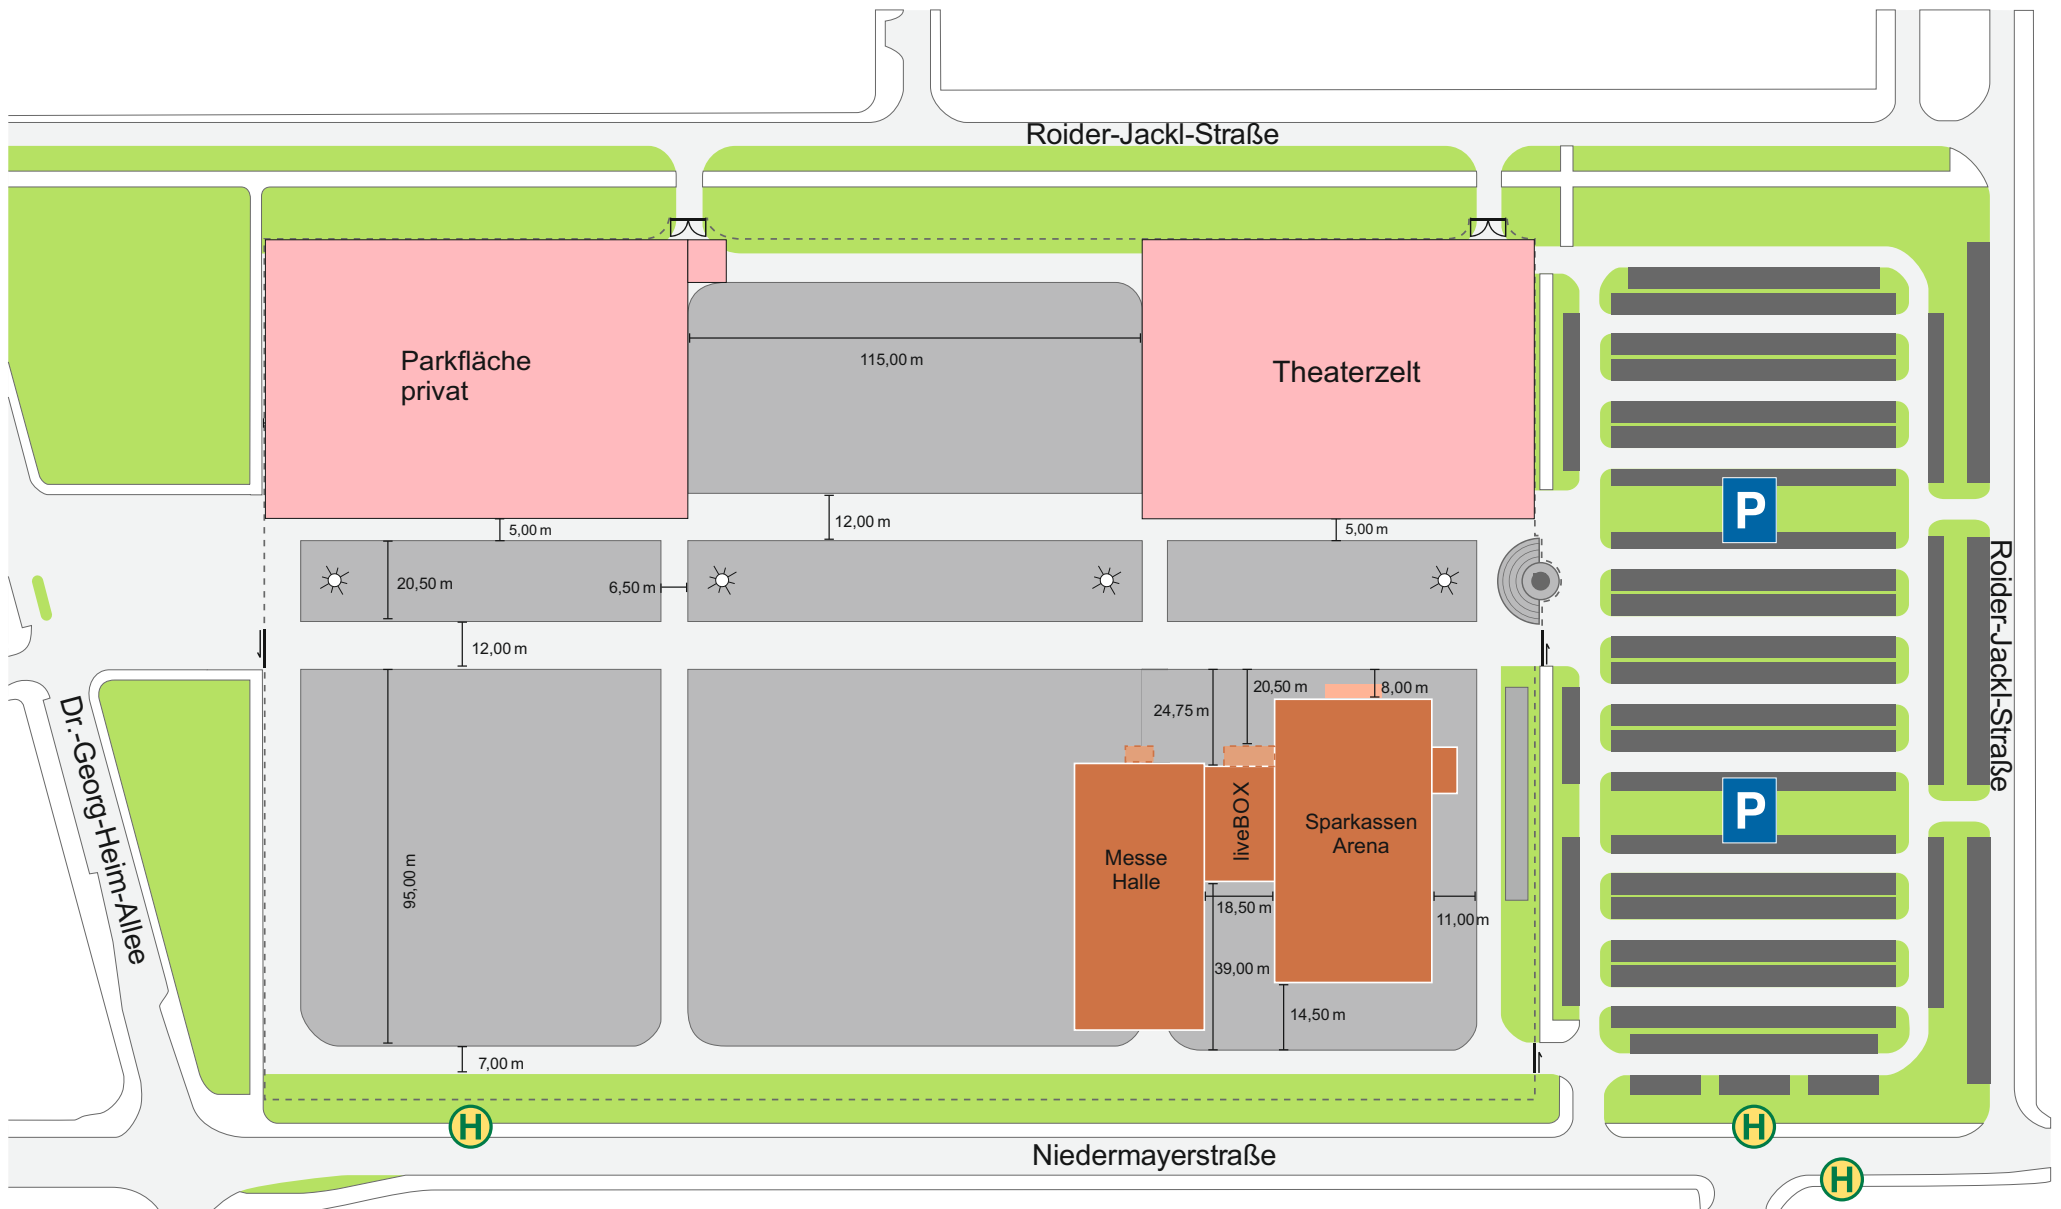 Roider-Jackl-Straße
Parkfläche
privat
115,00 m
Theaterzelt
5,00 m
12,00 m
5,00 m
P
20,50 m
6,50 m
12,00 m
Roider-Jackl-Straße
Dr.-Georg-Heim-Allee
95,00 m
7,00 m
24,75 m
20,50 m
8,00 m
Messe
Halle
liveBOX
Sparkassen
Arena
18,50 m
11,00 m
39,00 m
14,50 m
P
H
Niedermayerstraße
H
H